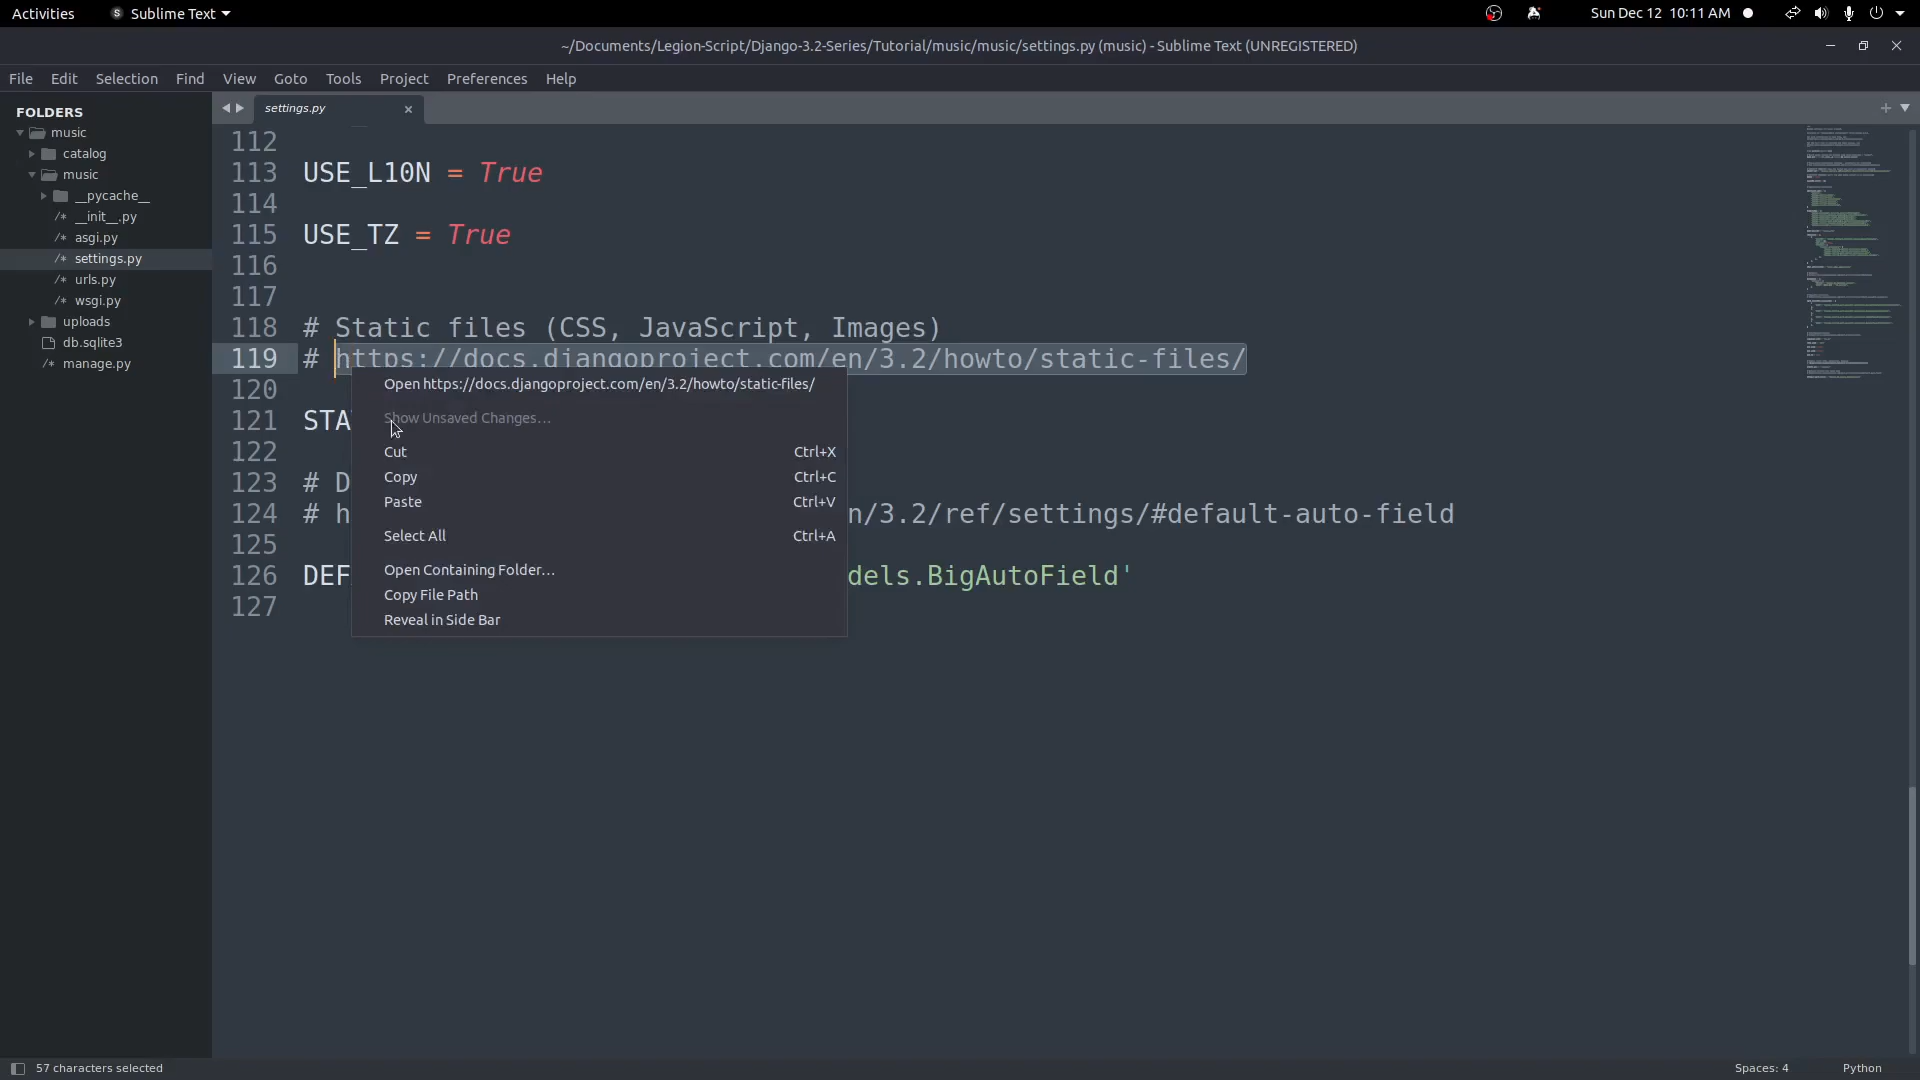 Activities
Sublime Text
Sun Dec 12 10:11 AM
~/Documents/Legion-Script/Django-3.2-Series/Tutorial/music/music/settings.py (music) - Sublime Text (UNREGISTERED)
File Edit Selection Find View Goto Tools Project Preferences Help
FOLDERS
music
catalog
music
__pycache__
/* __init__.py
/* asgi.py
/* settings.py
/* urls.py
/* wsgi.py
uploads
db.sqlite3
/* manage.py
settings.py
112
113 USE_L10N = True
114
115 USE_TZ = True
116
117
118 # Static files (CSS, JavaScript, Images)
119 # https://docs.djangoproject.com/en/3.2/howto/static-files/
120
121 STA
122
123 # D
124 # h n/3.2/ref/settings/#default-auto-field
125
126 DEF dels.BigAutoField'
127
Open https://docs.djangoproject.com/en/3.2/howto/static-files/
Show Unsaved Changes…
Cut Ctrl+X
Copy Ctrl+C
Paste Ctrl+V
Select All Ctrl+A
Open Containing Folder…
Copy File Path
Reveal in Side Bar
57 characters selected
Spaces: 4
Python